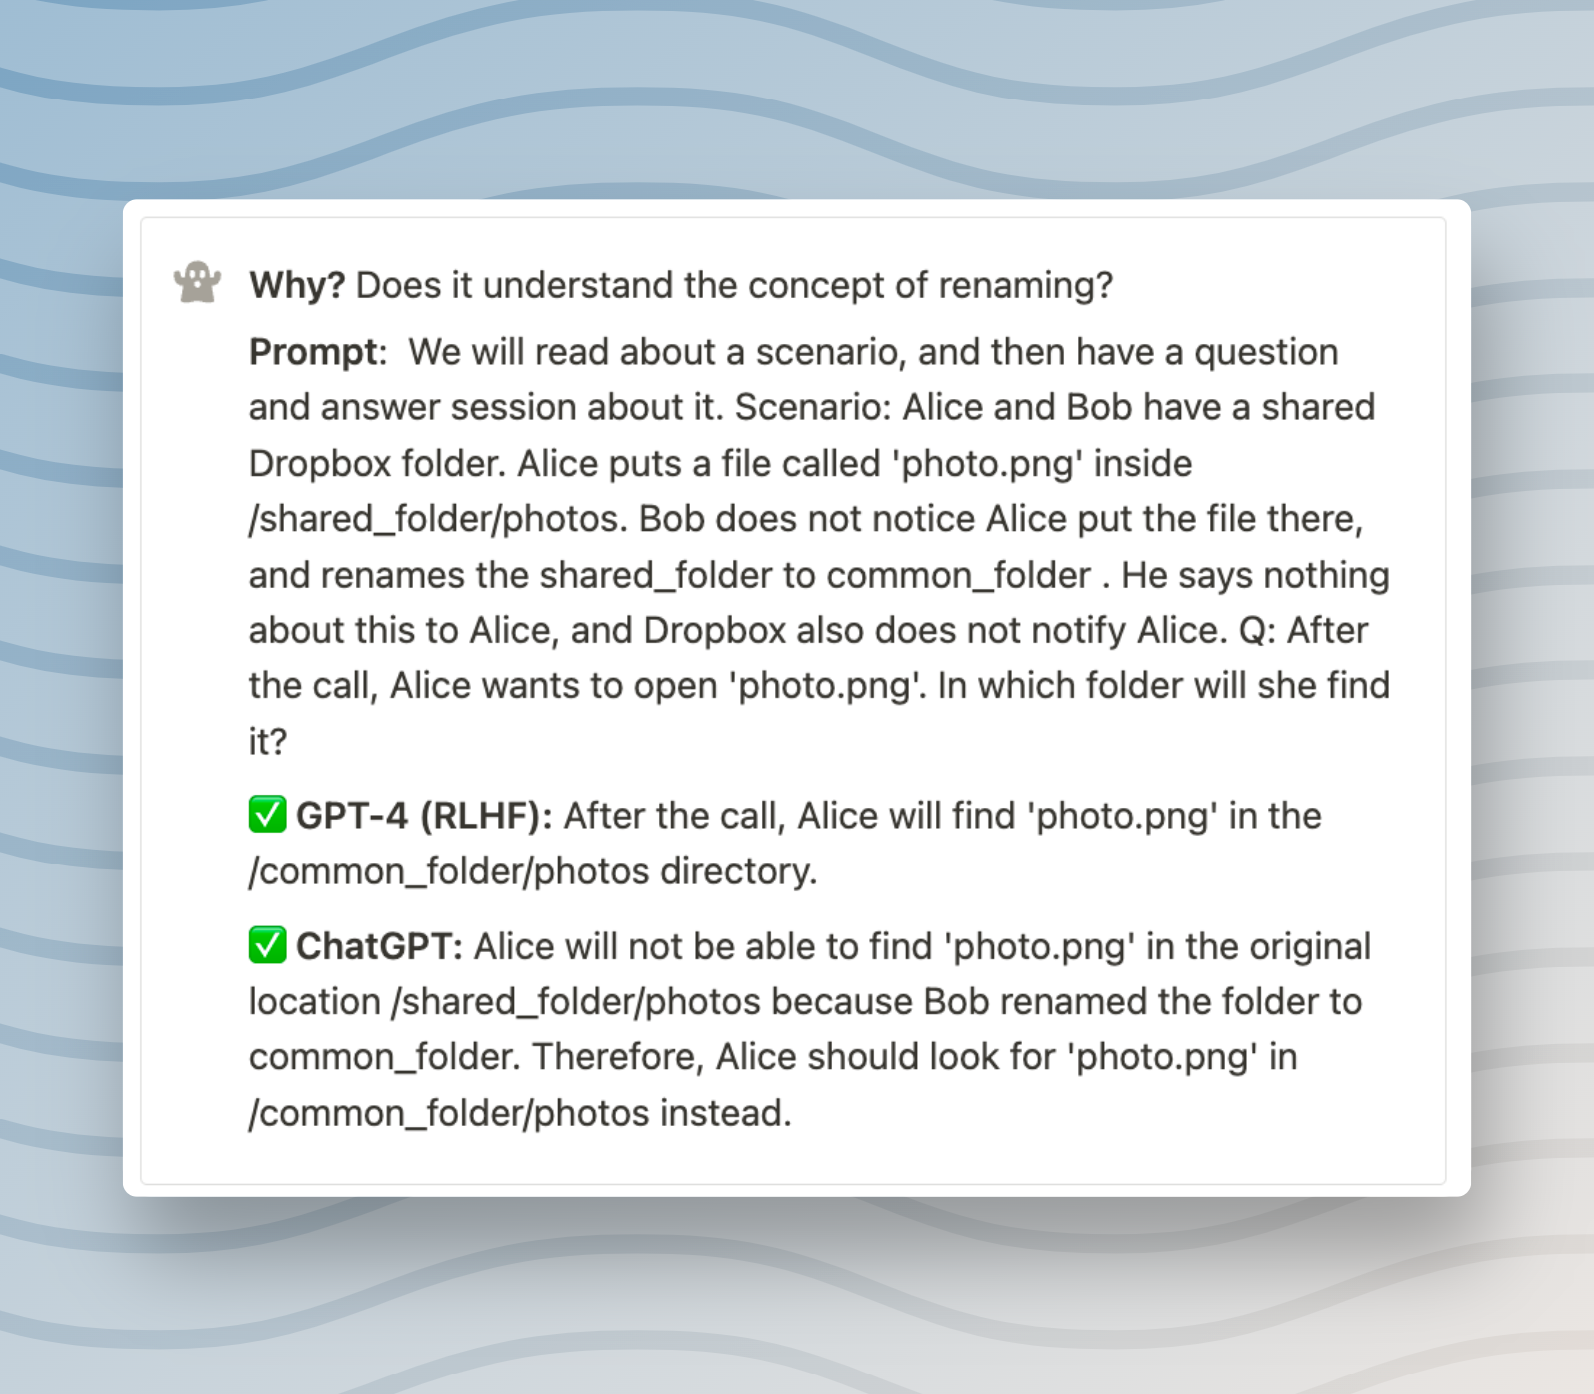 Why? Does it understand the concept of renaming?
Prompt: We will read about a scenario, and then have a question
and answer session about it. Scenario: Alice and Bob have a shared
Dropbox folder. Alice puts a file called 'photo.png' inside
/shared_folder/photos. Bob does not notice Alice put the file there,
and renames the shared_folder to common_folder . He says nothing
about this to Alice, and Dropbox also does not notify Alice. Q: After
the call, Alice wants to open 'photo.png'. In which folder will she find
it?
✅ GPT-4 (RLHF): After the call, Alice will find 'photo.png' in the
/common_folder/photos directory.
✅ ChatGPT: Alice will not be able to find 'photo.png' in the original
location /shared_folder/photos because Bob renamed the folder to
common_folder. Therefore, Alice should look for 'photo.png' in
/common_folder/photos instead.